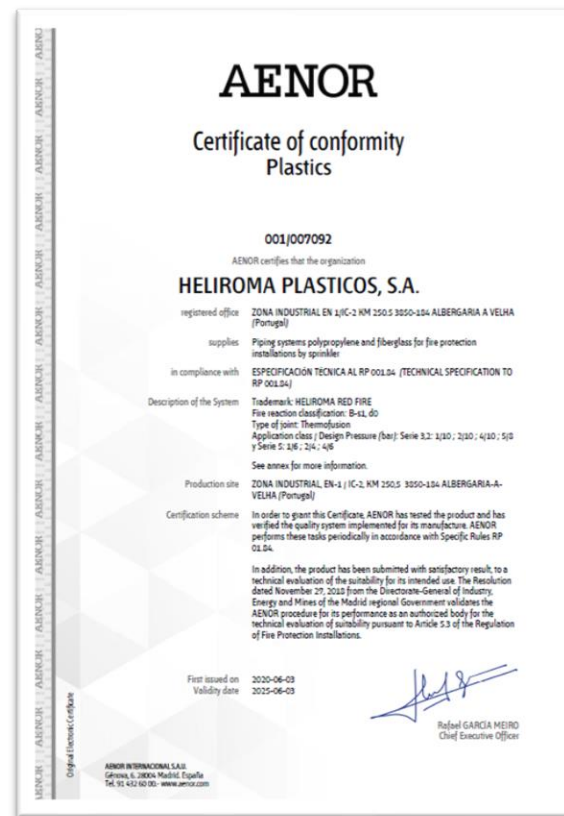 AENOR
Certificate of conformity
Plastics
001/007092
AENOR certifies that the organization
HELIROMA PLASTICOS, S.A.
registered office ZONA INDUSTRIAL EN 1/IC-2 KM 250.5 3850-184 ALBERGARIA A VELHA
(Portugal)
supplies Piping systems polypropylene and fiberglass for fire protection
installations by sprinkler
in compliance with ESPECIFICACIÓN TÉCNICA AL RP 001.84 (TECHNICAL SPECIFICATION TO
RP 001.84)
Description of the System Trademark: HELIROMA RED FIRE
Fire reaction classification: B-s1, d0
Type of joint: Thermofusion
Application class / Design Pressure (bar): Serie 3,2: 1/10 ; 2/10 ; 4/10 ; 5/8
y Serie 5: 1/6 ; 2/4 ; 4/6
See annex for more information.
Production site ZONA INDUSTRIAL, EN-1 / IC-2, KM 250,5 3850-184 ALBERGARIA-A-
VELHA (Portugal)
Certification scheme In order to grant this Certificate, AENOR has tested the product and has
verified the quality system implemented for its manufacture. AENOR
performs these tasks periodically in accordance with Specific Rules RP
01.84.
In addition, the product has been submitted with satisfactory result, to a
technical evaluation of the suitability for its intended use. The Resolution
dated November 27, 2018 from the Directorate-General of Industry,
Energy and Mines of the Madrid regional Government validates the
AENOR procedure for its performance as an authorized body for the
technical evaluation of suitability pursuant to Article 5.3 of the Regulation
of Fire Protection Installations.
First issued on 2020-06-03
Validity date 2025-06-03
Rafael GARCÍA MEIRO
Chief Executive Officer
Original Electronic Certificate
AENOR INTERNACIONAL S.A.U.
Génova, 6. 28004 Madrid. España
Tel. 91 432 60 00.- www.aenor.com
AENOR AENOR AENOR AENOR AENOR AENOR AENOR AENOR AENOR